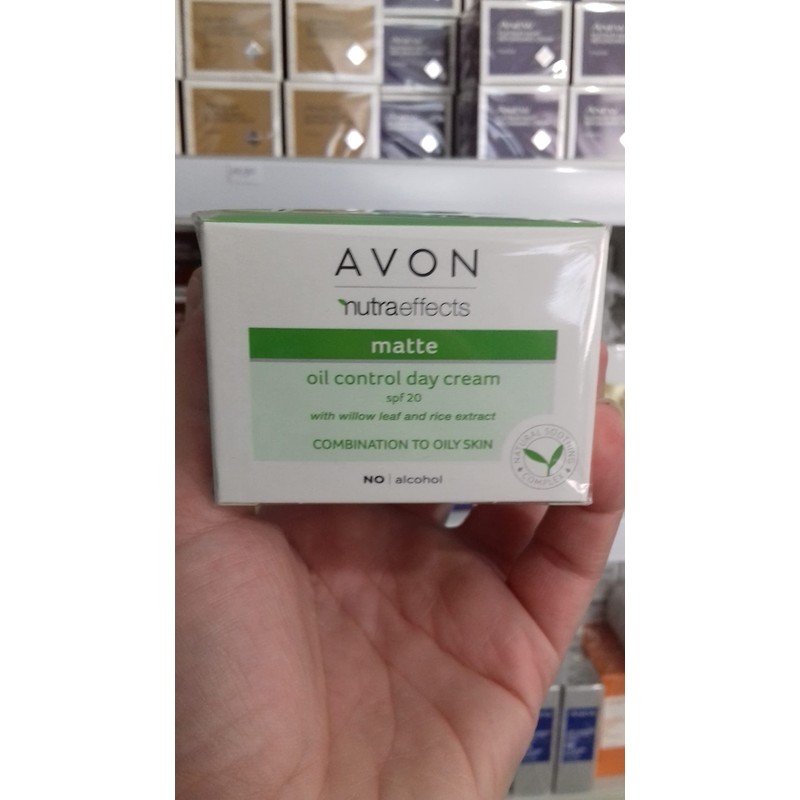 AVON
nutraeffects
matte
oil control day cream
spf 20
with willow leaf and rice extract
COMBINATION TO OILY SKIN
NATURAL SOOTHING COMPLEX
NO | alcohol
AVON